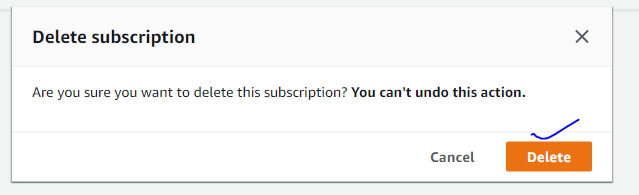 Delete subscription
Are you sure you want to delete this subscription? You can't undo this action.
Cancel Delete